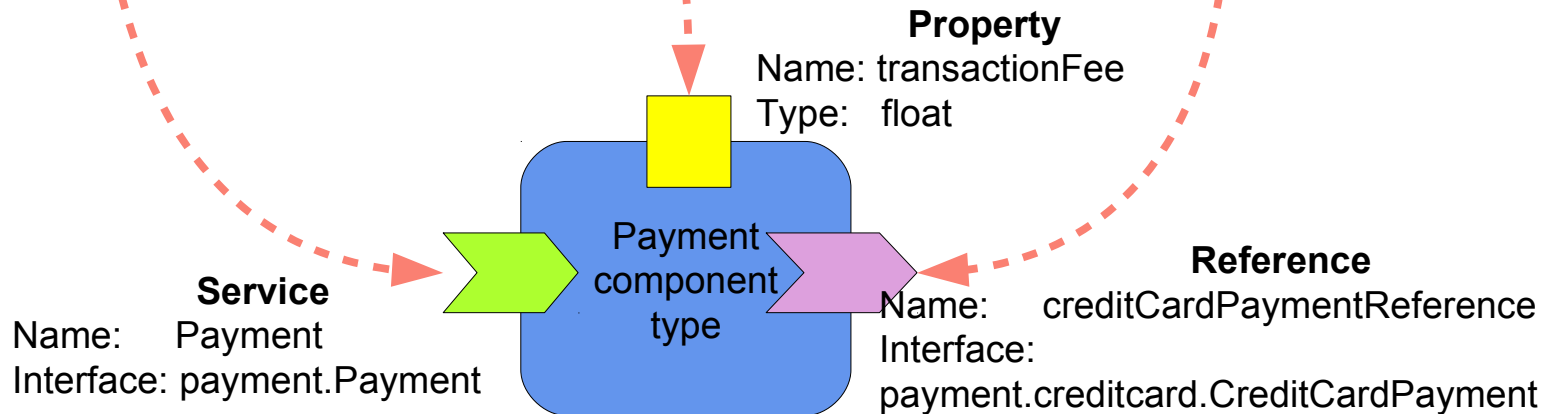 Property
Name: transactionFee
Type: float
Payment
component
type
Service
Name: Payment
Interface: payment.Payment
Reference
Name: creditCardPaymentReference
Interface:
payment.creditcard.CreditCardPayment